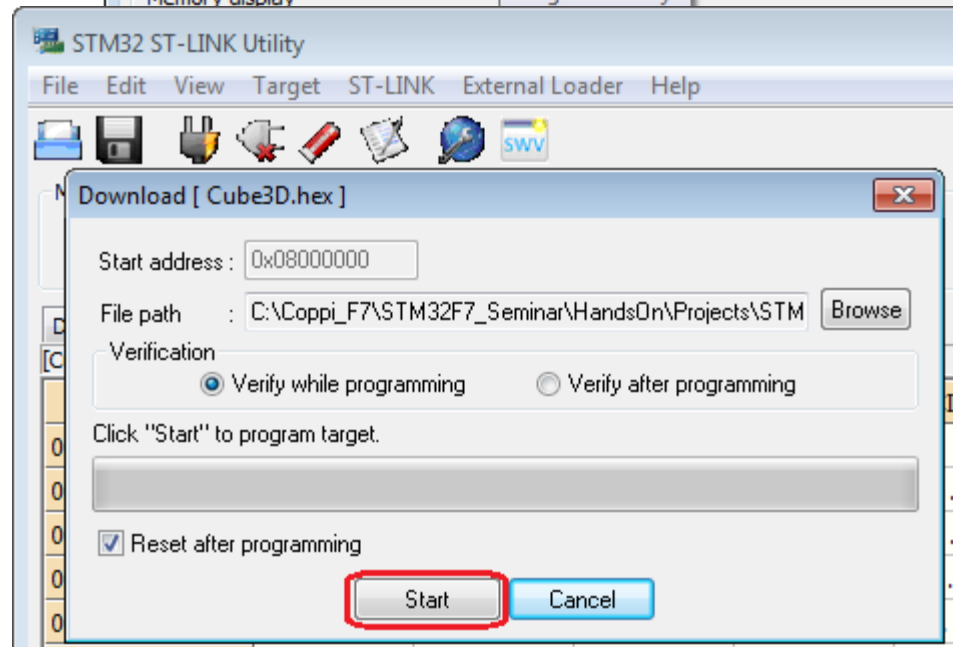 Memory display
STM32 ST-LINK Utility
File Edit View Target ST-LINK External Loader Help
SWV
Download [ Cube3D.hex ]
Start address : 0x08000000
File path : C:\Coppi_F7\STM32F7_Seminar\HandsOn\Projects\STM Browse
Verification
Verify while programming Verify after programming
Click "Start" to program target.
Reset after programming
Start Cancel